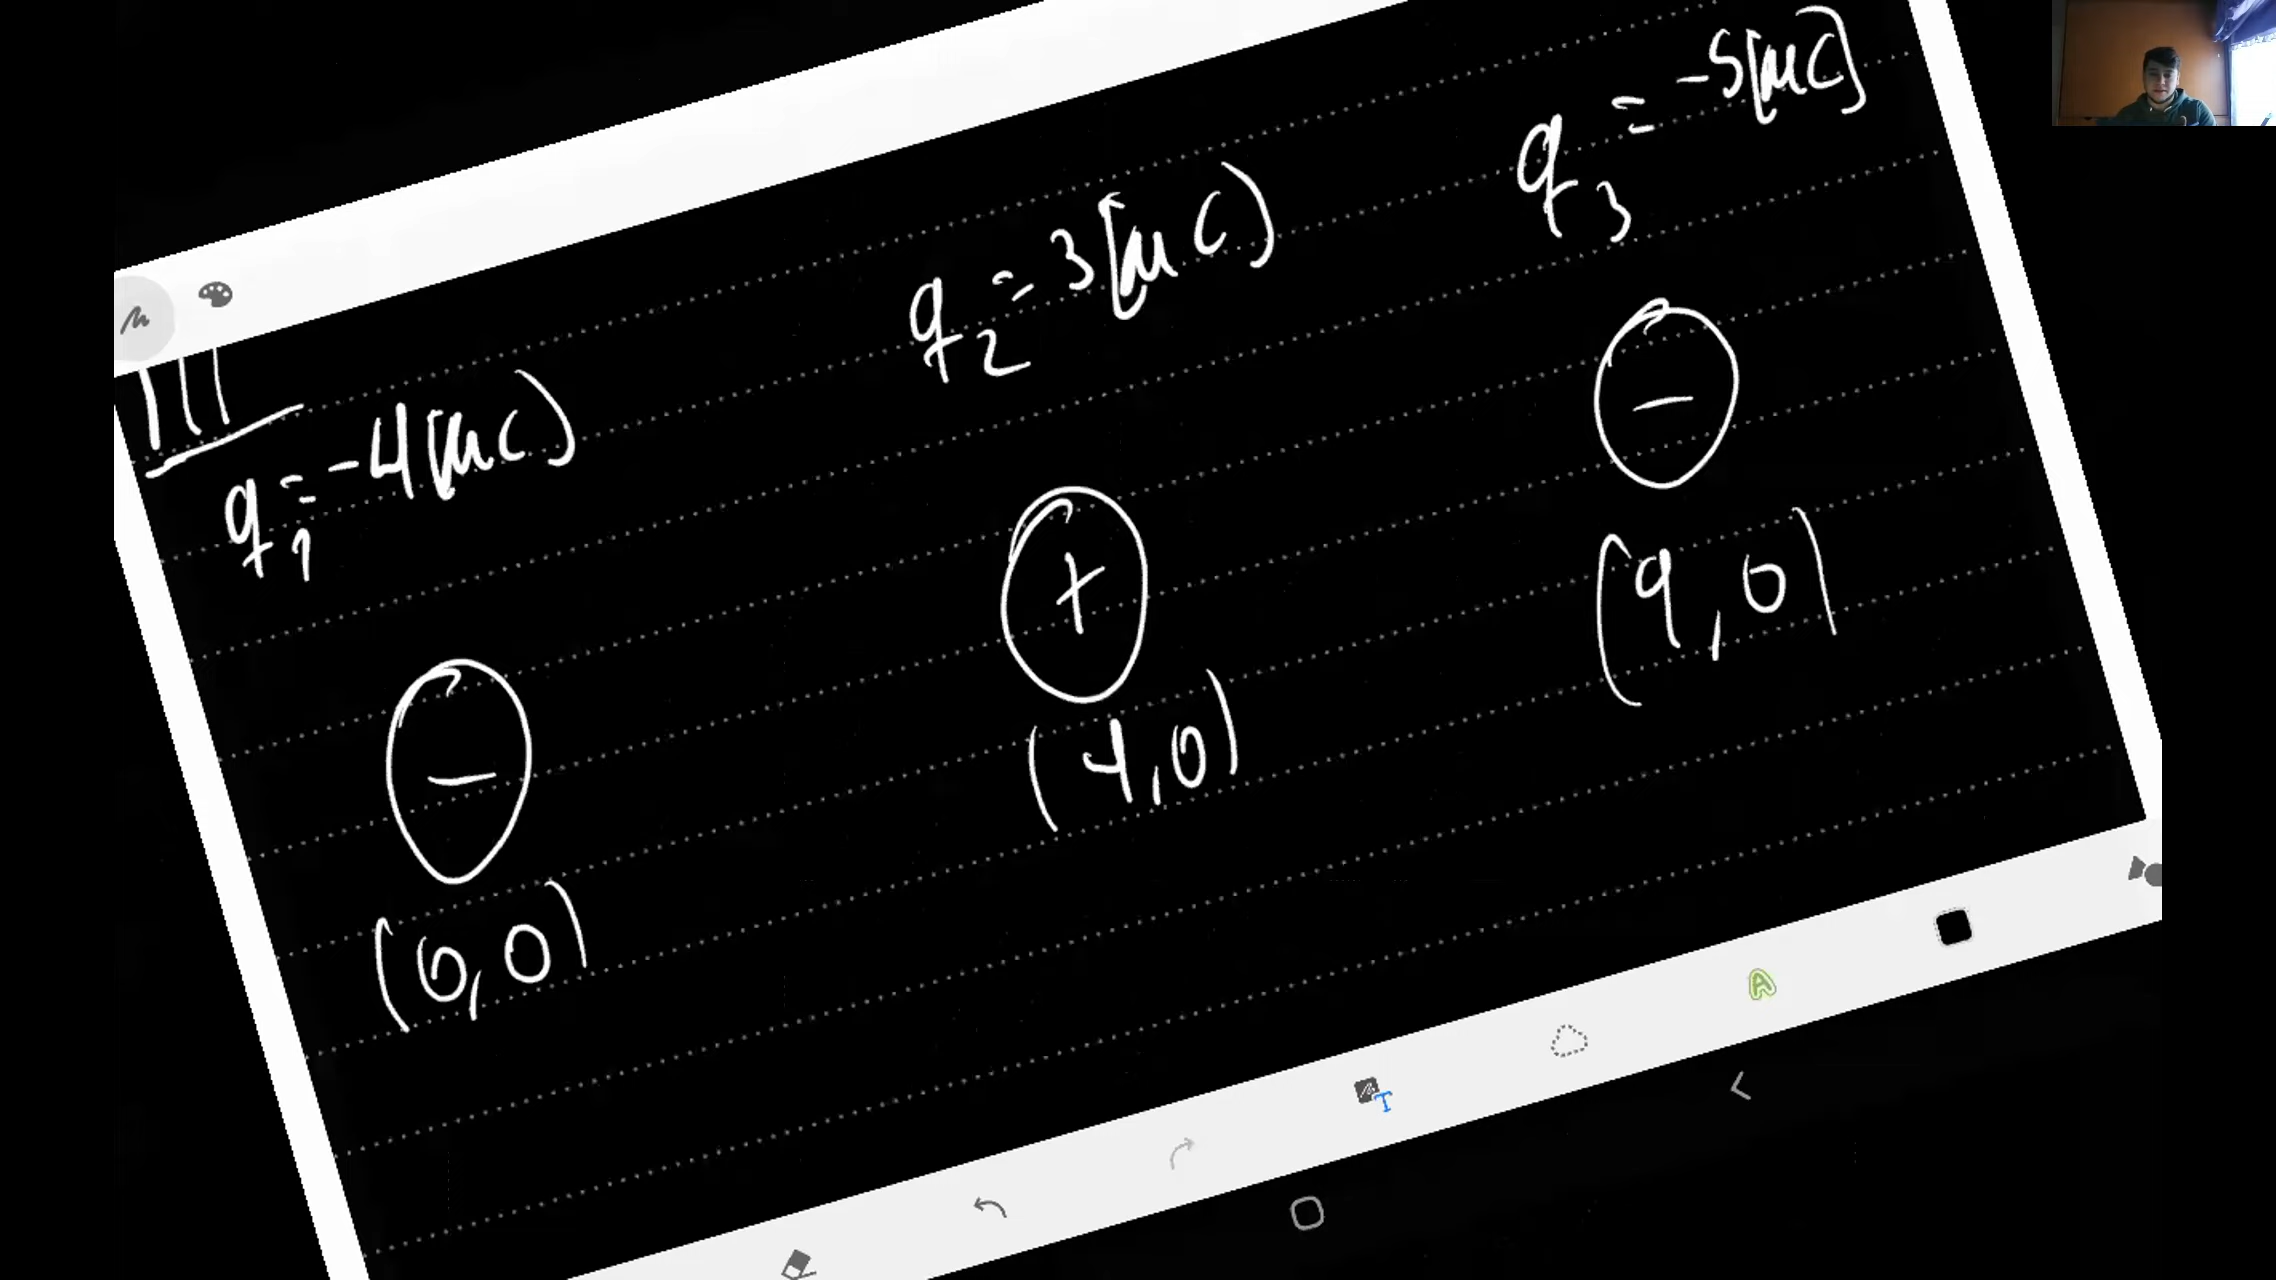 III
q₁ = -4[μC]
q₂ = 3[μC]
q₃ = -5[μC]
−
+
−
(0,0)
(4,0)
(9,0)